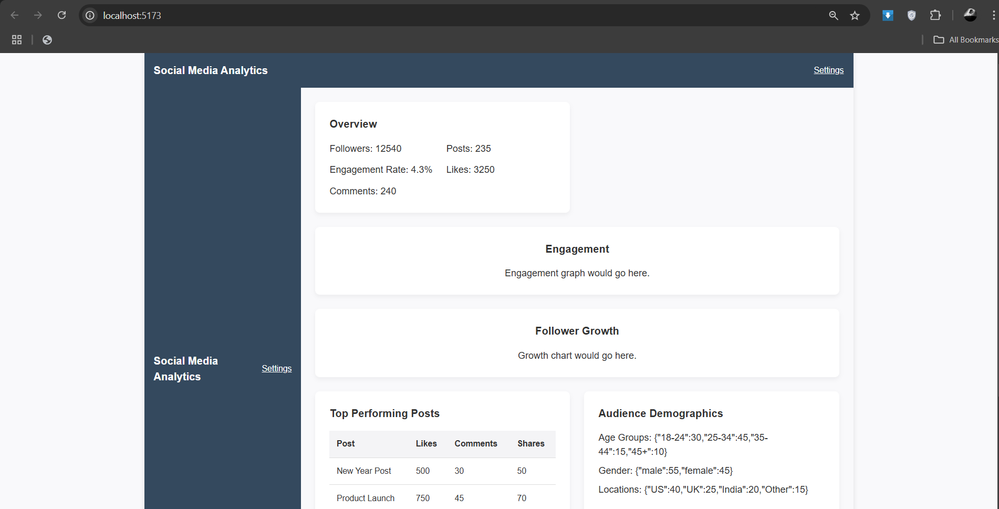 localhost:5173
All Bookmarks
Social Media Analytics
Settings
Overview
Followers: 12540
Posts: 235
Engagement Rate: 4.3%
Likes: 3250
Comments: 240
Engagement
Engagement graph would go here.
Follower Growth
Growth chart would go here.
Social Media
Analytics
Settings
Top Performing Posts
Post Likes Comments Shares
New Year Post 500 30 50
Product Launch 750 45 70
Audience Demographics
Age Groups: {"18-24":30,"25-34":45,"35-
44":15,"45+":10}
Gender: {"male":55,"female":45}
Locations: {"US":40,"UK":25,"India":20,"Other":15}